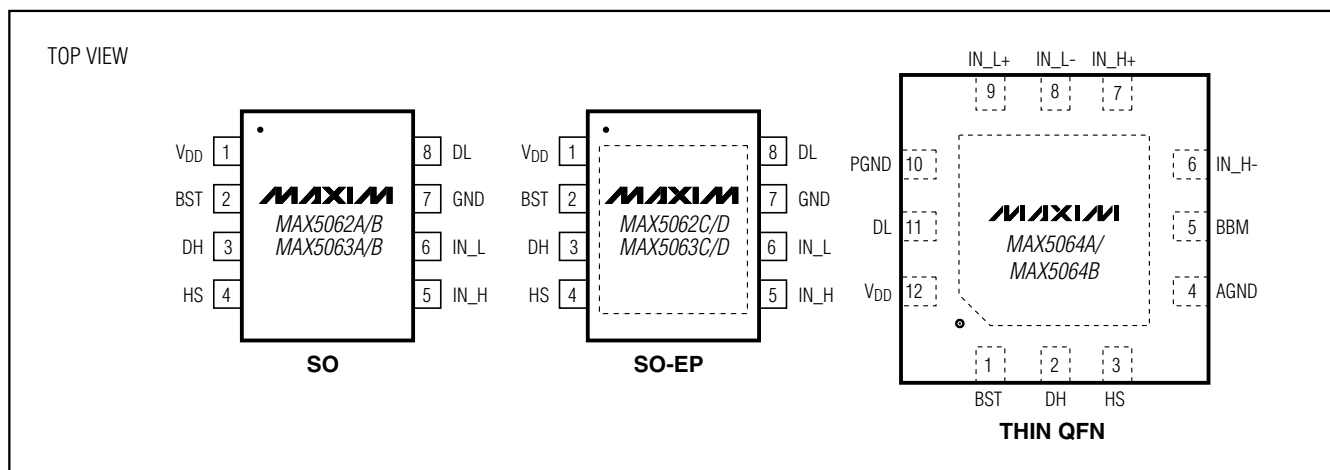 TOP VIEW
VDD 1
BST 2
DH 3
HS 4
8 DL
7 GND
6 IN_L
5 IN_H
MAXIM
MAX5062A/B
MAX5063A/B
SO
VDD 1
BST 2
DH 3
HS 4
8 DL
7 GND
6 IN_L
5 IN_H
MAXIM
MAX5062C/D
MAX5063C/D
SO-EP
IN_L+ IN_L- IN_H+
9 8 7
PGND 10
DL 11
VDD 12
6 IN_H-
5 BBM
4 AGND
MAXIM
MAX5064A/
MAX5064B
1 2 3
BST DH HS
THIN QFN